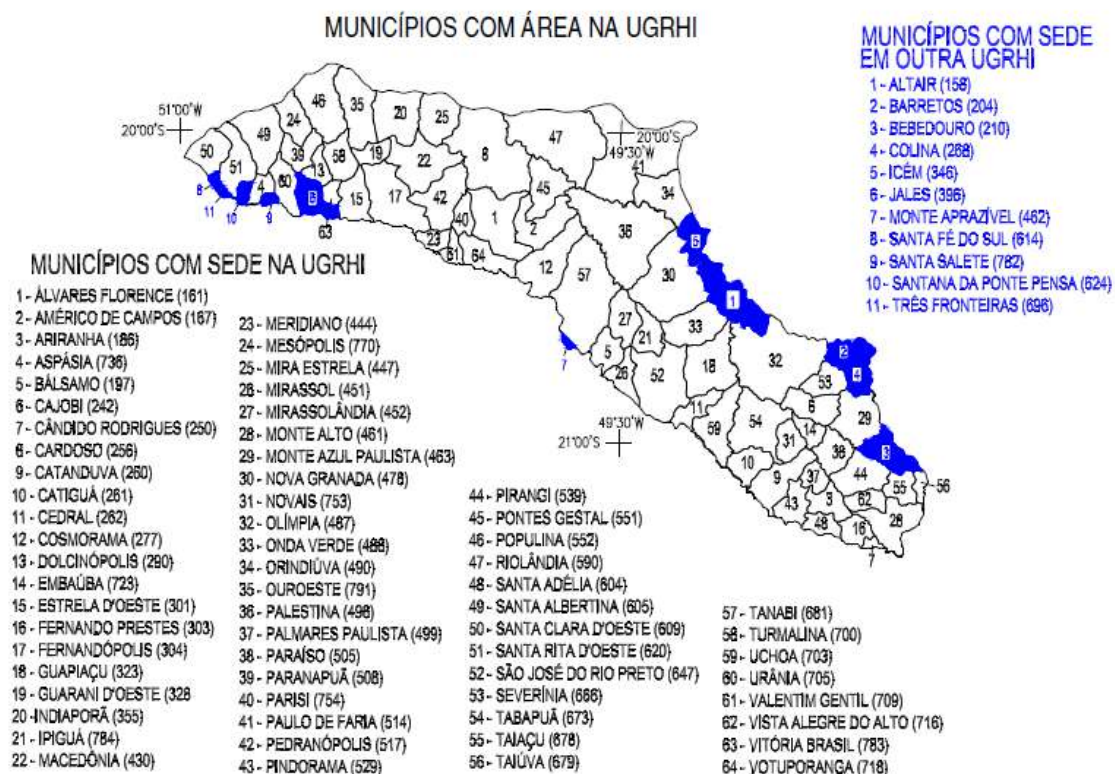 MUNICÍPIOS COM ÁREA NA UGRHI
MUNICÍPIOS COM SEDE
EM OUTRA UGRHI
1 - ALTAIR (158)
2 - BARRETOS (204)
3 - BEBEDOURO (210)
4 - COLINA (268)
5 - ICÉM (346)
6 - JALES (396)
7 - MONTE APRAZÍVEL (462)
8 - SANTA FÉ DO SUL (614)
9 - SANTA SALETE (782)
10 - SANTANA DA PONTE PENSA (624)
11 - TRÊS FRONTEIRAS (696)
51°00'W
20°00'S
20°00'S
49°30'W
49°30'W
21°00'S
MUNICÍPIOS COM SEDE NA UGRHI
1 - ÁLVARES FLORENCE (161)
2 - AMÉRICO DE CAMPOS (167)
3 - ARIRANHA (186)
4 - ASPÁSIA (736)
5 - BÁLSAMO (197)
6 - CAJOBI (242)
7 - CÂNDIDO RODRIGUES (250)
8 - CARDOSO (256)
9 - CATANDUVA (260)
10 - CATIGUÁ (261)
11 - CEDRAL (262)
12 - COSMORAMA (277)
13 - DOLCINÓPOLIS (290)
14 - EMBAÚBA (723)
15 - ESTRELA D'OESTE (301)
16 - FERNANDO PRESTES (303)
17 - FERNANDÓPOLIS (304)
18 - GUAPIAÇU (323)
19 - GUARANI D'OESTE (328
20 - INDIAPORÃ (355)
21 - IPIGUÁ (784)
22 - MACEDÔNIA (430)
23 - MERIDIANO (444)
24 - MESÓPOLIS (770)
25 - MIRA ESTRELA (447)
26 - MIRASSOL (451)
27 - MIRASSOLÂNDIA (452)
28 - MONTE ALTO (461)
29 - MONTE AZUL PAULISTA (463)
30 - NOVA GRANADA (478)
31 - NOVAIS (753)
32 - OLÍMPIA (487)
33 - ONDA VERDE (488)
34 - ORINDIÚVA (490)
35 - OUROESTE (791)
36 - PALESTINA (498)
37 - PALMARES PAULISTA (499)
38 - PARAÍSO (505)
39 - PARANAPUÃ (508)
40 - PARISI (754)
41 - PAULO DE FARIA (514)
42 - PEDRANÓPOLIS (517)
43 - PINDORAMA (529)
44 - PIRANGI (539)
45 - PONTES GESTAL (551)
46 - POPULINA (552)
47 - RIOLÂNDIA (590)
48 - SANTA ADÉLIA (604)
49 - SANTA ALBERTINA (605)
50 - SANTA CLARA D'OESTE (609)
51 - SANTA RITA D'OESTE (620)
52 - SÃO JOSÉ DO RIO PRETO (647)
53 - SEVERÍNIA (666)
54 - TABAPUÃ (673)
55 - TAIAÇU (678)
56 - TAIÚVA (679)
57 - TANABI (681)
58 - TURMALINA (700)
59 - UCHOA (703)
60 - URÂNIA (705)
61 - VALENTIM GENTIL (709)
62 - VISTA ALEGRE DO ALTO (716)
63 - VITÓRIA BRASIL (783)
64 - VOTUPORANGA (718)